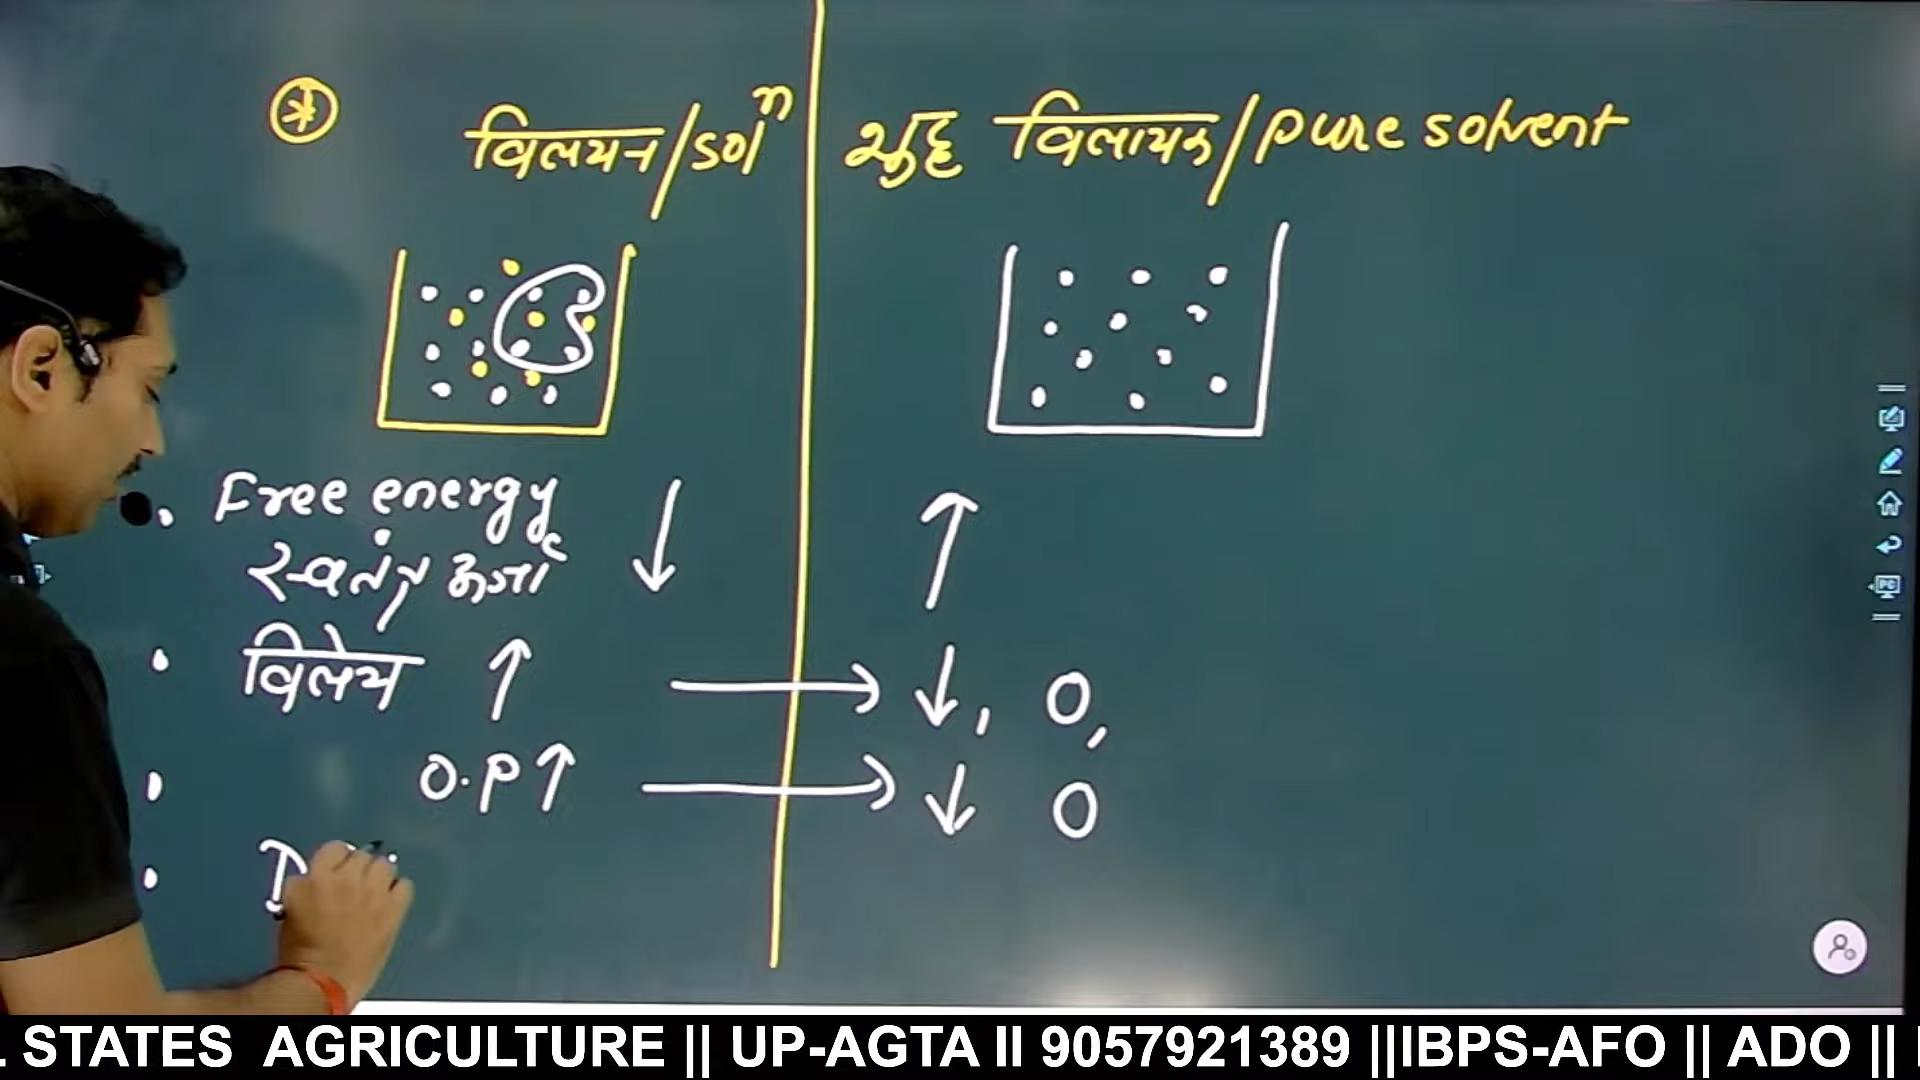 विलयन/solⁿ शुद्ध विलायक/pure solvent
Free energy ↓ ↑
स्वतंत्र ऊर्जा
विलेय ↑ → ↓, 0,
O.P ↑ → ↓ 0
D
STATES AGRICULTURE || UP-AGTA II 9057921389 ||IBPS-AFO || ADO ||
PC